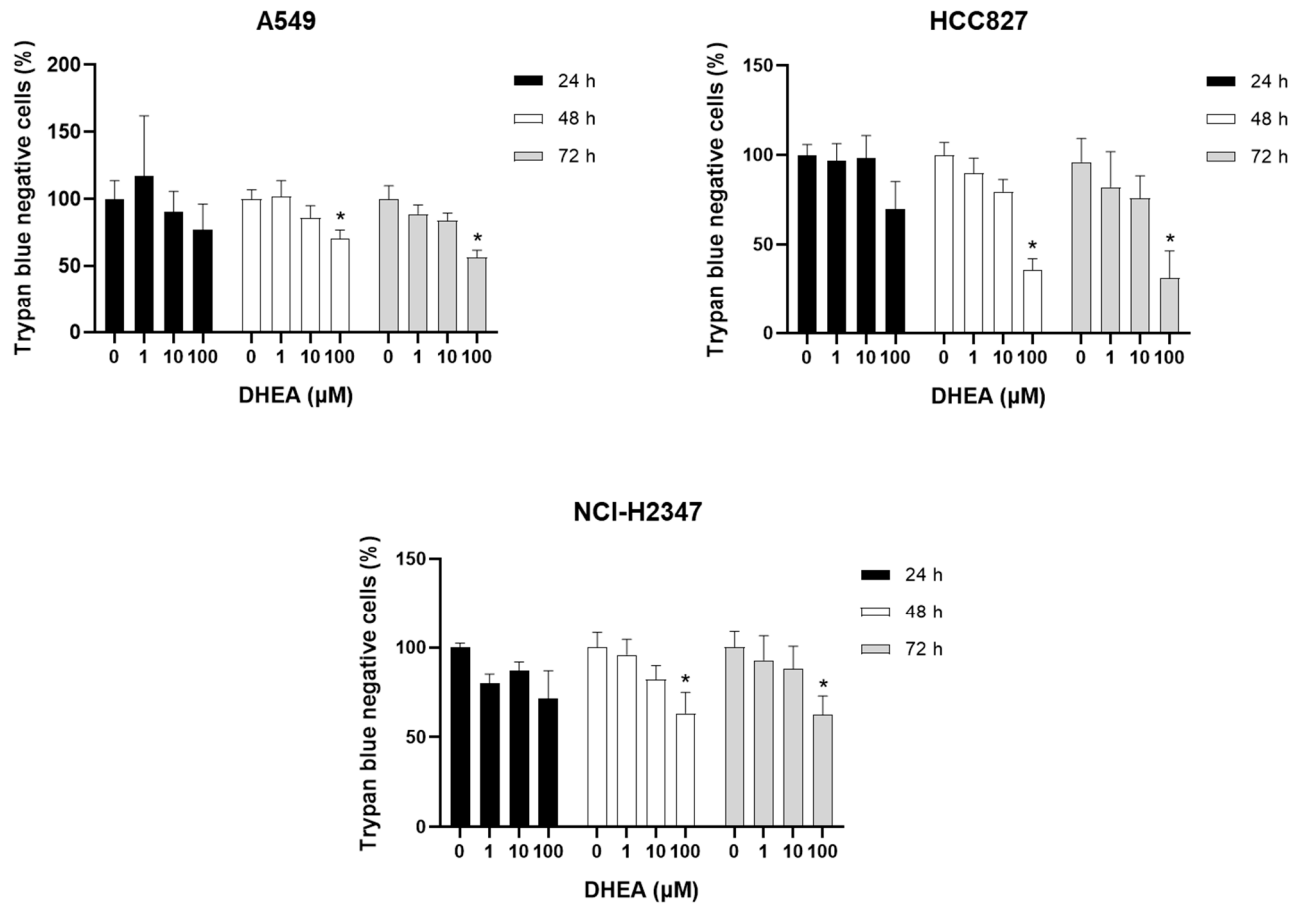 A549
Trypan blue negative cells (%)
200
150
100
50
0
* *
0 1 10 100 0 1 10 100 0 1 10 100
DHEA (µM)
24 h
48 h
72 h
HCC827
Trypan blue negative cells (%)
150
100
50
0
* *
0 1 10 100 0 1 10 100 0 1 10 100
DHEA (µM)
24 h
48 h
72 h
NCI-H2347
Trypan blue negative cells (%)
150
100
50
0
* *
0 1 10 100 0 1 10 100 0 1 10 100
DHEA (µM)
24 h
48 h
72 h